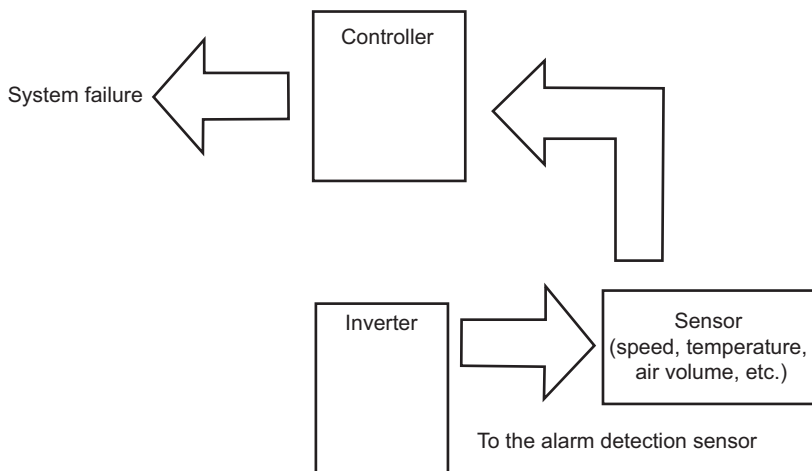 Controller
System failure
Inverter
Sensor
(speed, temperature,
air volume, etc.)
To the alarm detection sensor